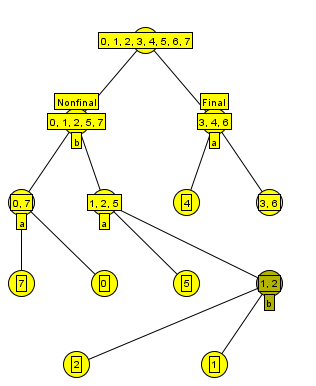 0, 1, 2, 3, 4, 5, 6, 7
Nonfinal
Final
0, 1, 2, 5, 7
3, 4, 6
b
a
0, 7
1, 2, 5
4
3, 6
a
a
7
0
5
1, 2
b
2
1